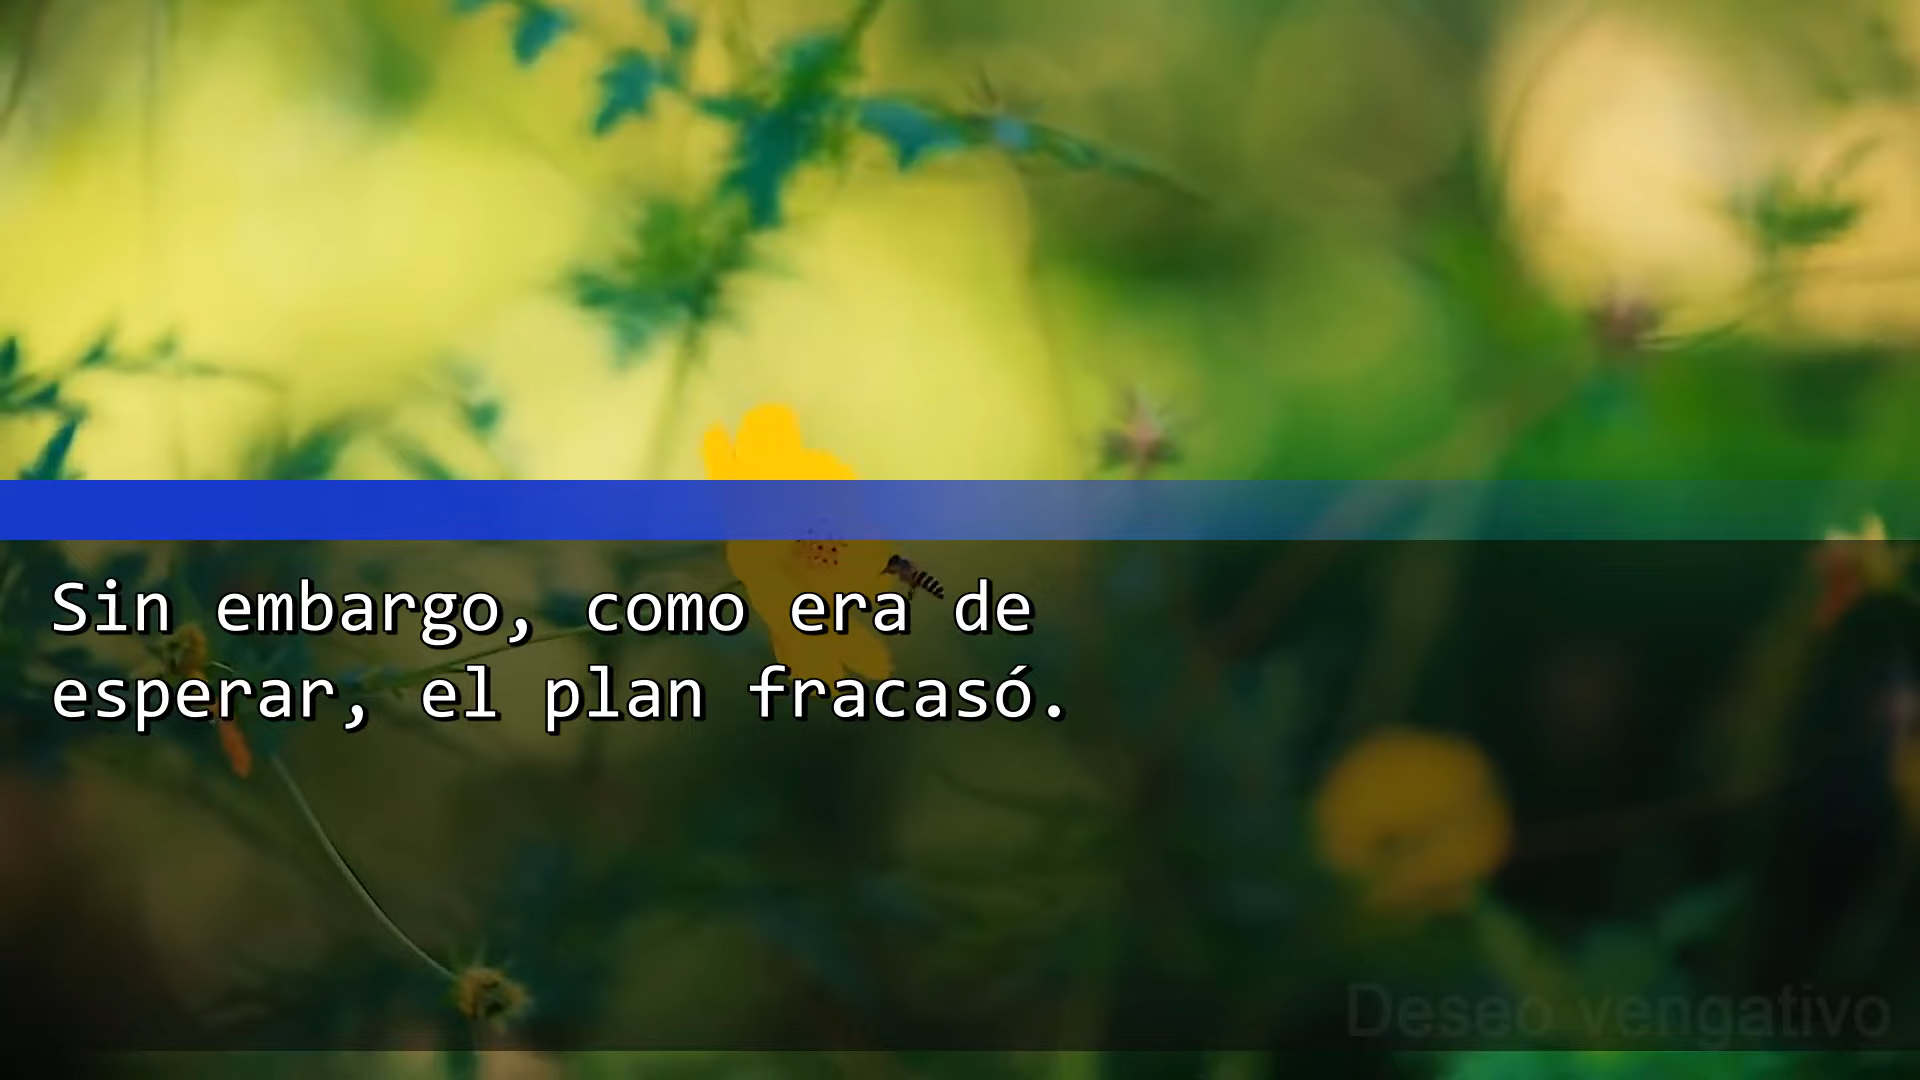 Sin embargo, como era de
esperar, el plan fracasó.
Deseo vengativo